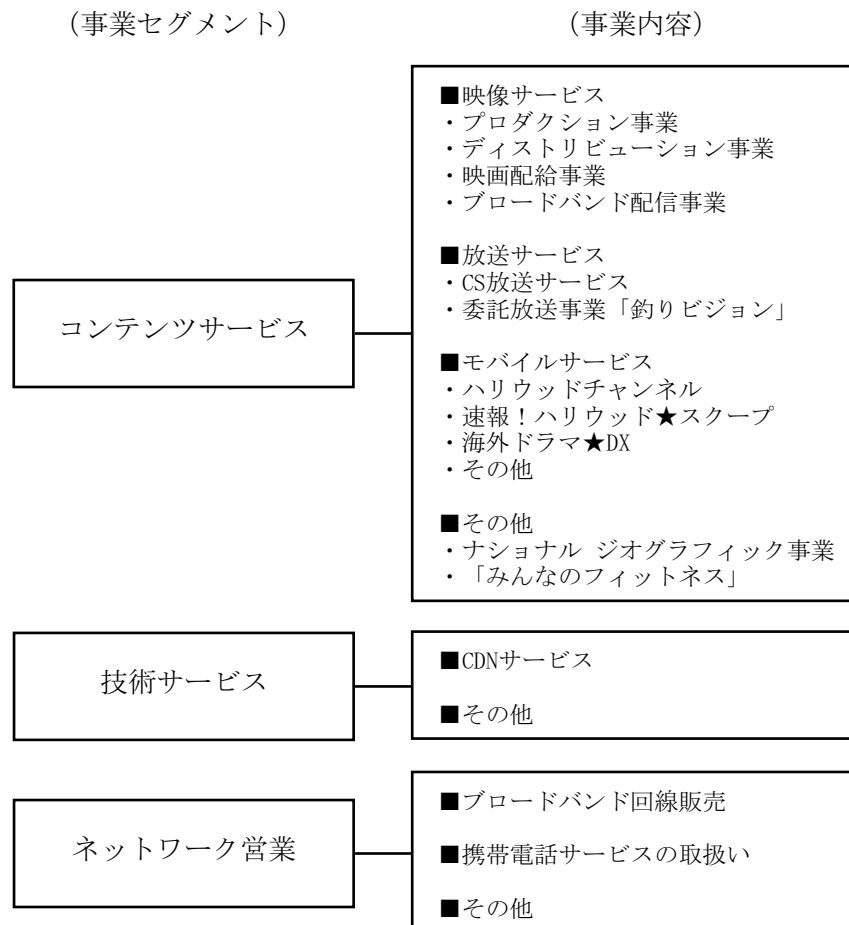 （事業セグメント）
（事業内容）
コンテンツサービス
■映像サービス
・プロダクション事業
・ディストリビューション事業
・映画配給事業
・ブロードバンド配信事業
■放送サービス
・CS放送サービス
・委託放送事業「釣りビジョン」
■モバイルサービス
・ハリウッドチャンネル
・速報！ハリウッド★スクープ
・海外ドラマ★DX
・その他
■その他
・ナショナル ジオグラフィック事業
・「みんなのフィットネス」
技術サービス
■CDNサービス
■その他
ネットワーク営業
■ブロードバンド回線販売
■携帯電話サービスの取扱い
■その他